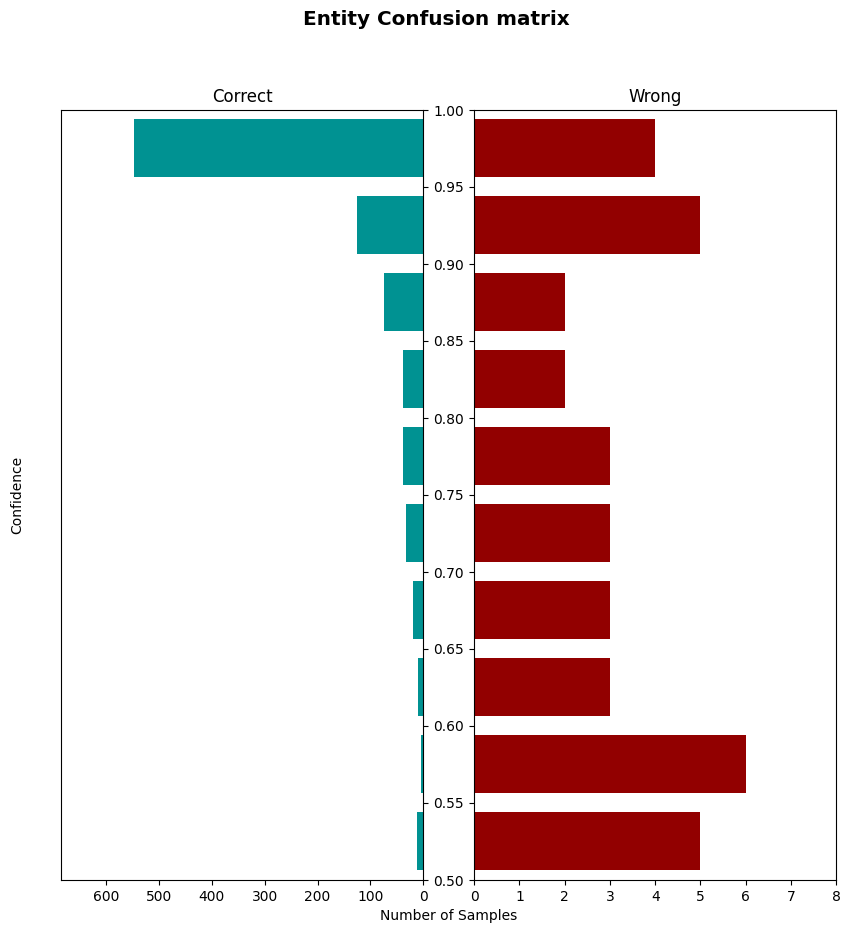 Entity Confusion matrix
Correct
Wrong
1.00
0.95
0.90
0.85
0.80
0.75
0.70
0.65
0.60
0.55
0.50
Confidence
600 500 400 300 200 100 0
0 1 2 3 4 5 6 7 8
Number of Samples